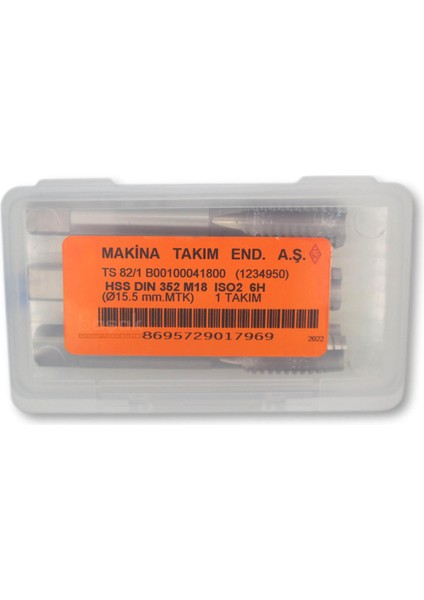 MAKİNA TAKIM END. A.Ş.
TS 82/1 B00100041800 (1234950)
HSS DIN 352 M18 ISO2 6H
(Ø15.5 mm.MTK) 1 TAKIM
8695729017969
2022